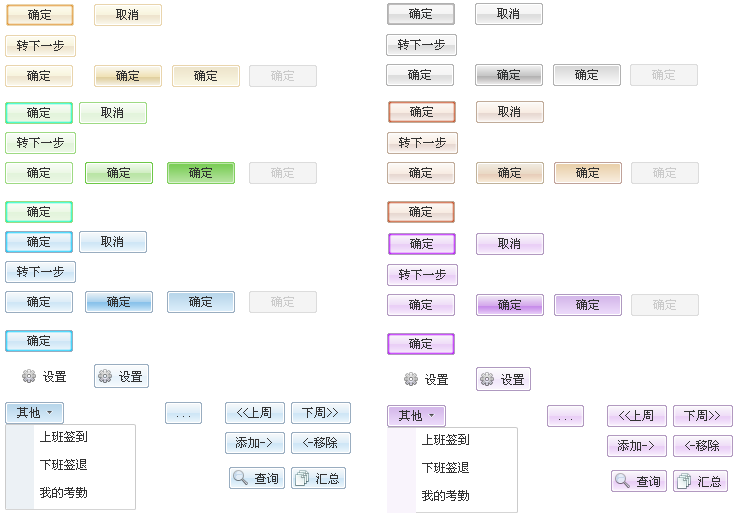 确定 取消
转下一步
确定 确定 确定 确定
确定 取消
转下一步
确定 确定 确定 确定
确定
确定 取消
转下一步
确定 确定 确定 确定
确定
设置 设置
其他 ... <<上周 下周>>
上班签到
下班签退
我的考勤
添加-> <-移除
查询 汇总
确定 取消
转下一步
确定 确定 确定 确定
确定 取消
转下一步
确定 确定 确定 确定
确定
确定 取消
转下一步
确定 确定 确定 确定
确定
设置 设置
其他 ... <<上周 下周>>
上班签到
下班签退
我的考勤
添加-> <-移除
查询 汇总